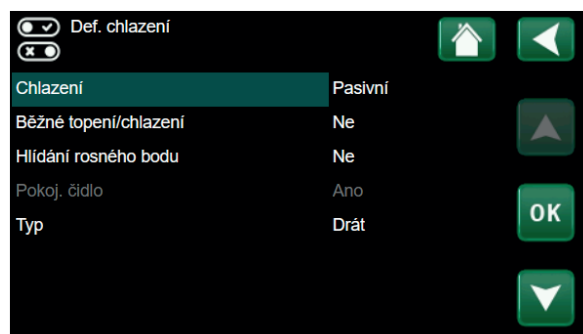 Def. chlazení
Chlazení Pasivní
Běžné topení/chlazení Ne
Hlídání rosného bodu Ne
Pokoj. čidlo Ano
Typ Drát
OK